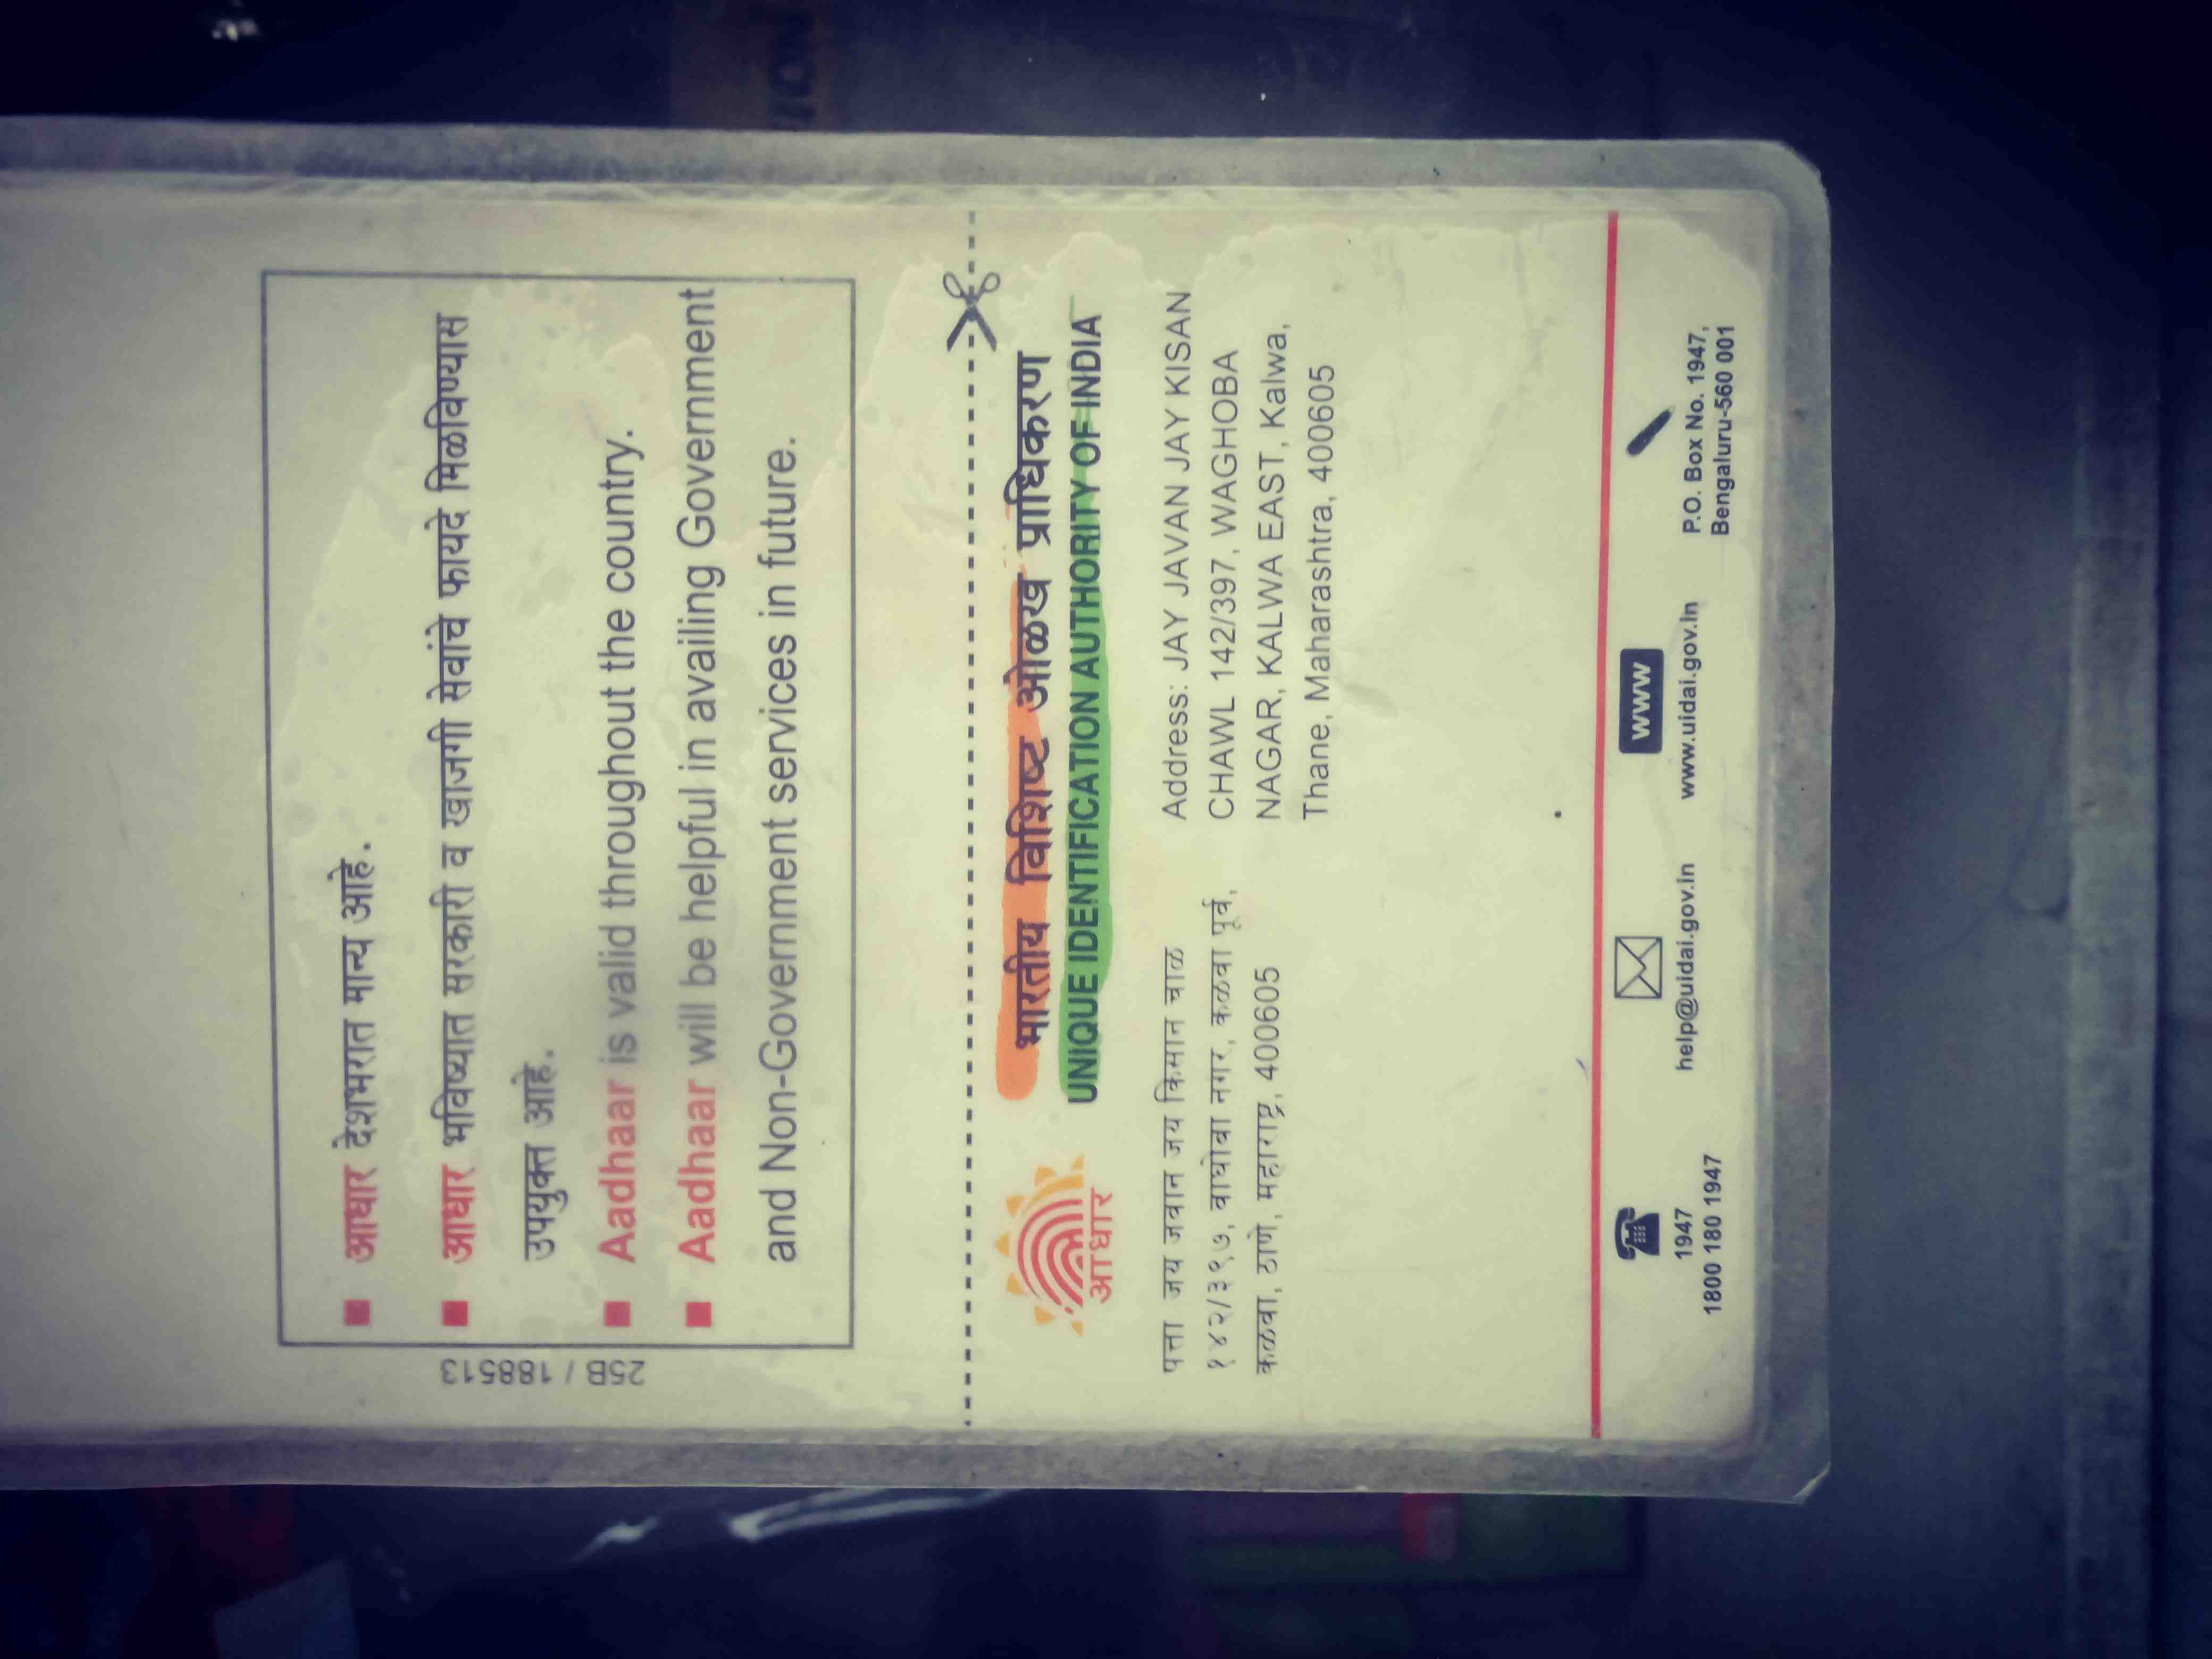 आधार देशभरात मान्य आहे.
आधार भविष्यात सरकारी व खाजगी सेवांचे फायदे मिळविण्यास
उपयुक्त आहे.
Aadhaar is valid throughout the country.
Aadhaar will be helpful in availing Government
and Non-Government services in future.
25B / 188513
भारतीय विशिष्ट ओळख प्राधिकरण
UNIQUE IDENTIFICATION AUTHORITY OF INDIA
आधार
पत्ता जय जवान जय किसान चाळ
१४२/३९७, वाघोबा नगर, कळवा पूर्व,
कळवा, ठाणे, महाराष्ट्र, 400605
Address: JAY JAVAN JAY KISAN
CHAWL 142/397, WAGHOBA
NAGAR, KALWA EAST, Kalwa,
Thane, Maharashtra, 400605
1947
1800 180 1947
help@uidai.gov.in
WWW
www.uidai.gov.in
P.O. Box No. 1947,
Bengaluru-560 001